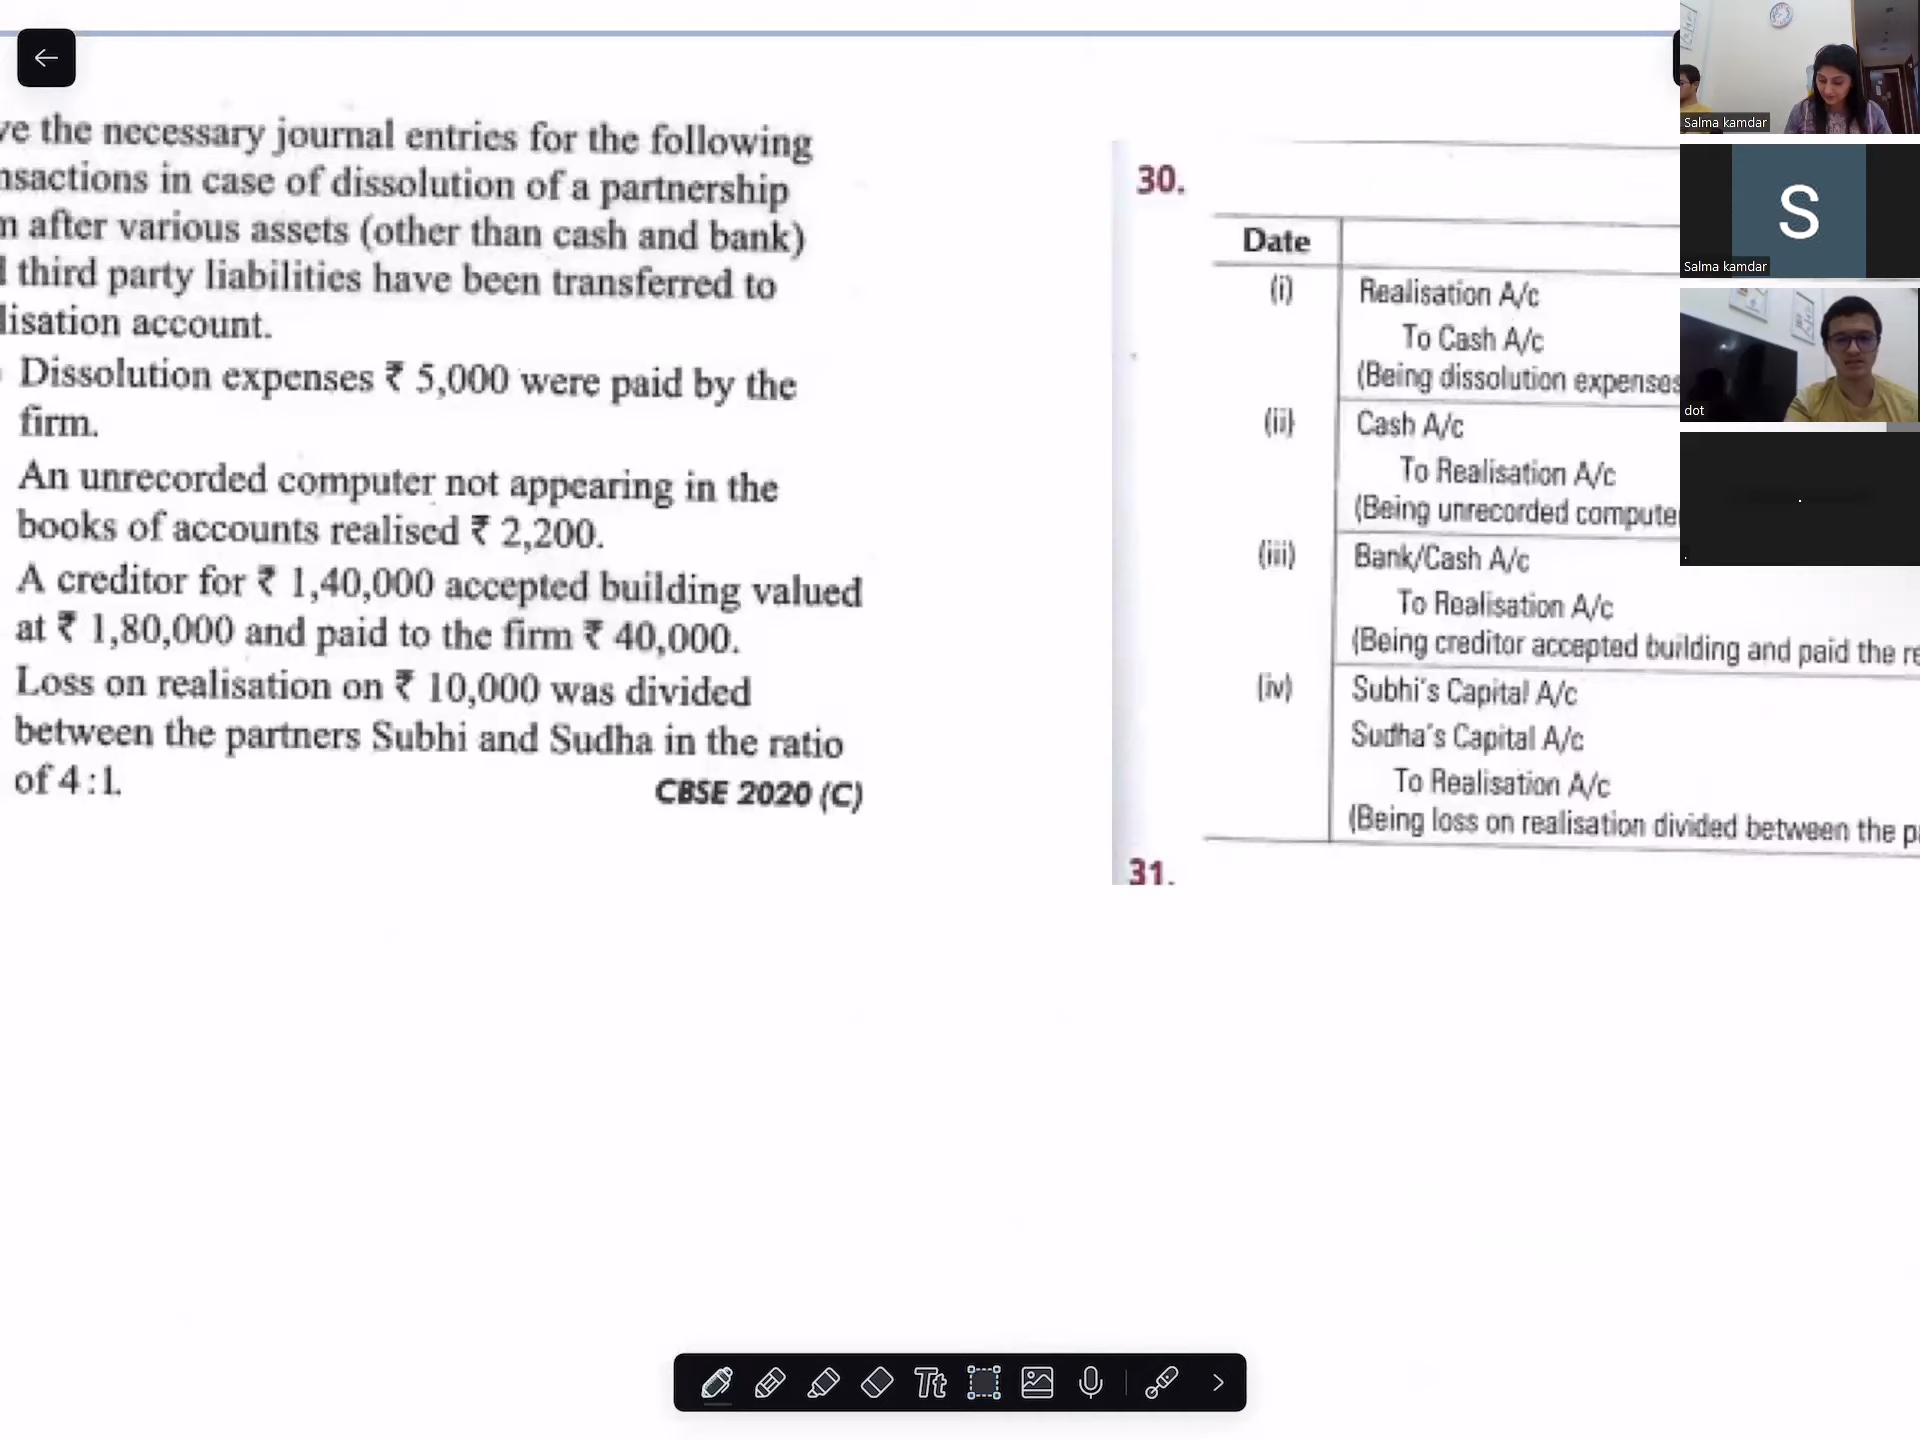 ve the necessary journal entries for the following
nsactions in case of dissolution of a partnership
n after various assets (other than cash and bank)
l third party liabilities have been transferred to
lisation account.
Dissolution expenses ₹ 5,000 were paid by the
firm.
An unrecorded computer not appearing in the
books of accounts realised ₹ 2,200.
A creditor for ₹ 1,40,000 accepted building valued
at ₹ 1,80,000 and paid to the firm ₹ 40,000.
Loss on realisation on ₹ 10,000 was divided
between the partners Subhi and Sudha in the ratio
of 4:1.
CBSE 2020 (C)
30.
Date
(i) Realisation A/c
To Cash A/c
(Being dissolution expenses
(ii) Cash A/c
To Realisation A/c
(Being unrecorded compute
(iii) Bank/Cash A/c
To Realisation A/c
(Being creditor accepted building and paid the re
(iv) Subhi's Capital A/c
Sudha's Capital A/c
To Realisation A/c
(Being loss on realisation divided between the pa
31.
Salma kamdar
S
Salma kamdar
dot
.
.
Tt